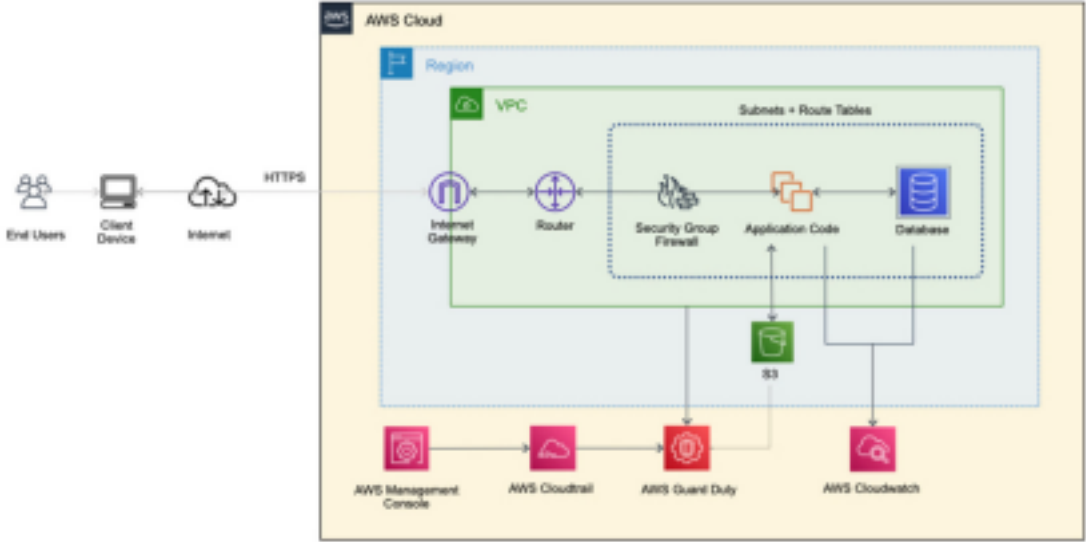 aws
AWS Cloud
Region
VPC
Subnets + Route Tables
HTTPS
End Users
Client
Device
Internet
Internet
Gateway
Router
Security Group
Firewall
Application Code
Database
S3
AWS Management
Console
AWS Cloudtrail
AWS Guard Duty
AWS Cloudwatch